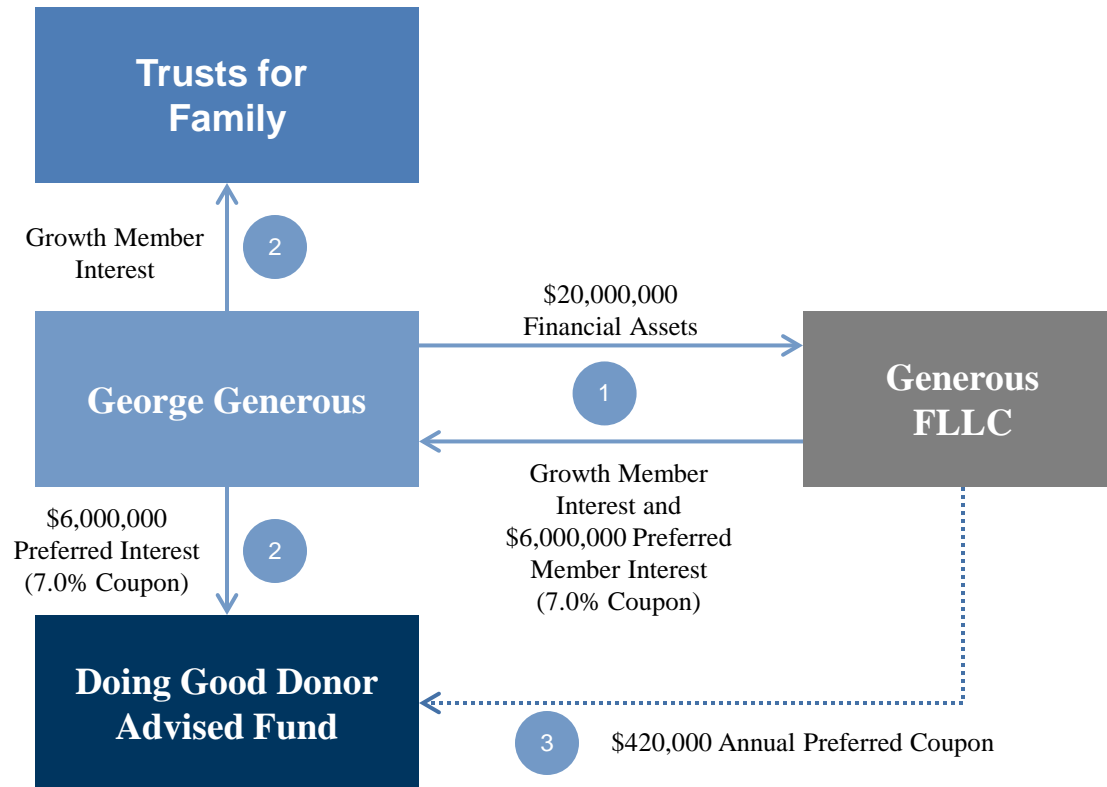 Trusts for
Family
Growth Member
Interest
2
$20,000,000
Financial Assets
George Generous
1
Generous
FLLC
Growth Member
Interest and
$6,000,000 Preferred
Member Interest
(7.0% Coupon)
$6,000,000
Preferred Interest
(7.0% Coupon)
2
Doing Good Donor
Advised Fund
3
$420,000 Annual Preferred Coupon